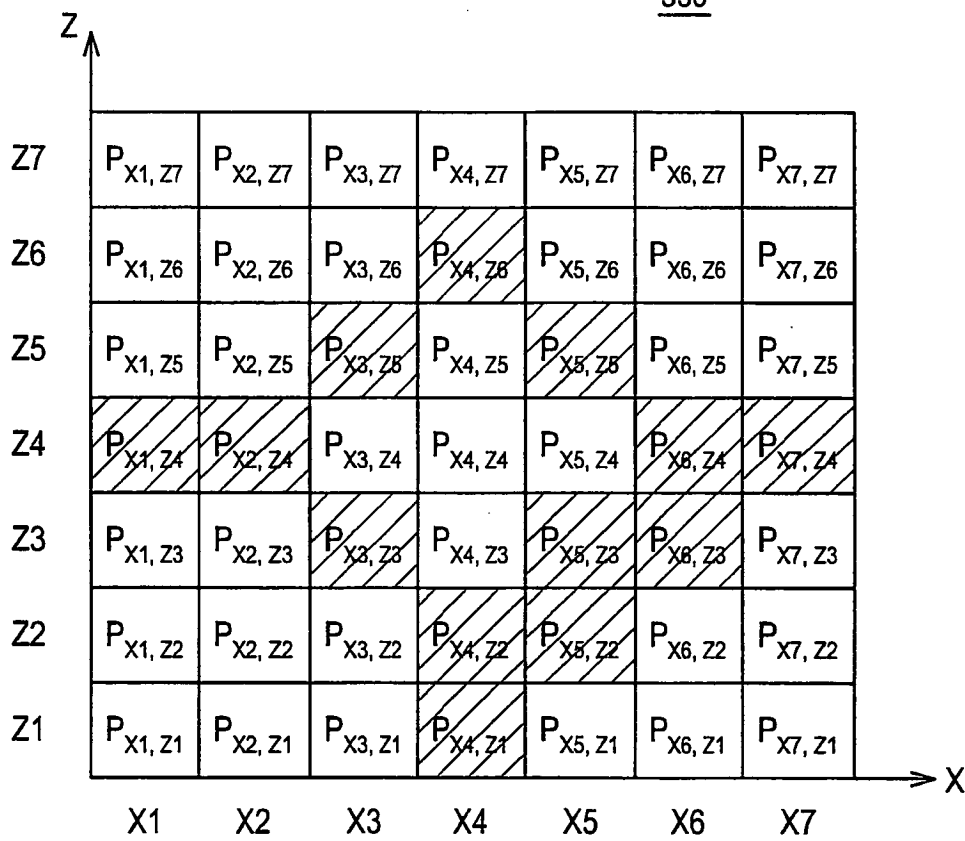 Z
Z7 P X1, Z7 P X2, Z7 P X3, Z7 P X4, Z7 P X5, Z7 P X6, Z7 P X7, Z7
Z6 P X1, Z6 P X2, Z6 P X3, Z6 P X4, Z6 P X5, Z6 P X6, Z6 P X7, Z6
Z5 P X1, Z5 P X2, Z5 P X3, Z5 P X4, Z5 P X5, Z5 P X6, Z5 P X7, Z5
Z4 P X1, Z4 P X2, Z4 P X3, Z4 P X4, Z4 P X5, Z4 P X6, Z4 P X7, Z4
Z3 P X1, Z3 P X2, Z3 P X3, Z3 P X4, Z3 P X5, Z3 P X6, Z3 P X7, Z3
Z2 P X1, Z2 P X2, Z2 P X3, Z2 P X4, Z2 P X5, Z2 P X6, Z2 P X7, Z2
Z1 P X1, Z1 P X2, Z1 P X3, Z1 P X4, Z1 P X5, Z1 P X6, Z1 P X7, Z1
X
X1 X2 X3 X4 X5 X6 X7